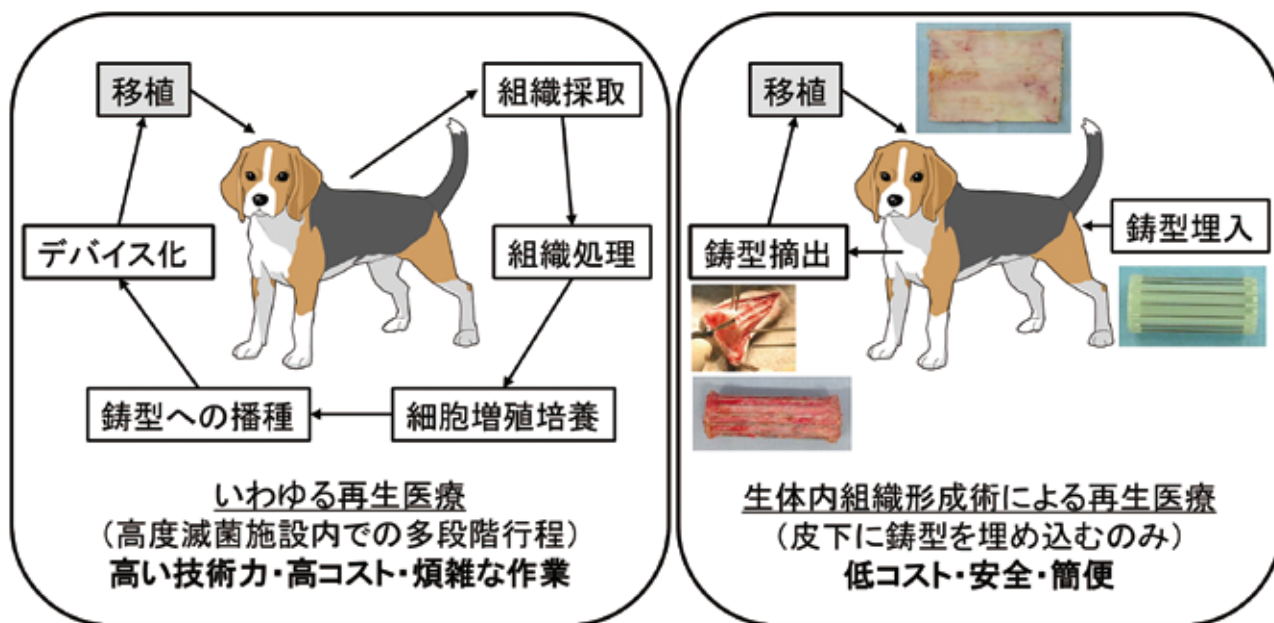 移植
組織採取
デバイス化
組織処理
鋳型への播種
細胞増殖培養
いわゆる再生医療
(高度滅菌施設内での多段階行程)
高い技術力・高コスト・煩雑な作業
移植
鋳型摘出
鋳型埋入
生体内組織形成術による再生医療
(皮下に鋳型を埋め込むのみ)
低コスト・安全・簡便